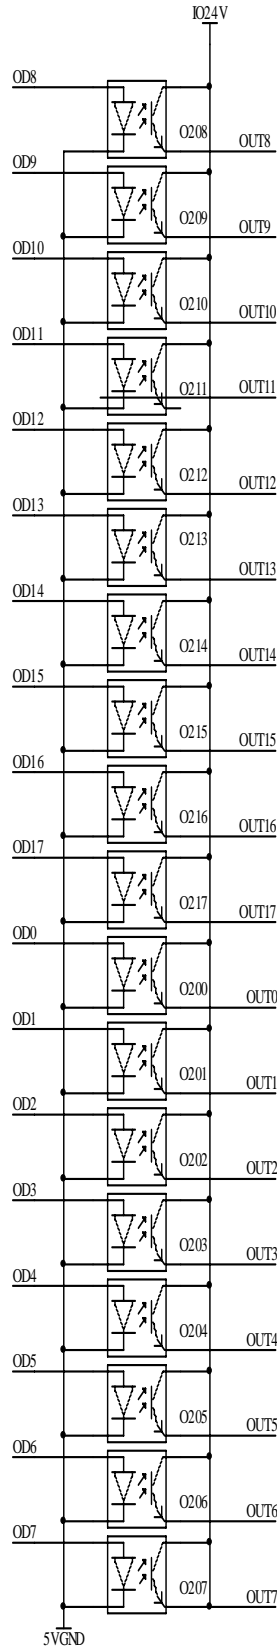 IO24V
OD8
O208
OUT8
OD9
O209
OUT9
OD10
O210
OUT10
OD11
O211
OUT11
OD12
O212
OUT12
OD13
O213
OUT13
OD14
O214
OUT14
OD15
O215
OUT15
OD16
O216
OUT16
OD17
O217
OUT17
OD0
O200
OUT0
OD1
O201
OUT1
OD2
O202
OUT2
OD3
O203
OUT3
OD4
O204
OUT4
OD5
O205
OUT5
OD6
O206
OUT6
OD7
O207
OUT7
5VGND